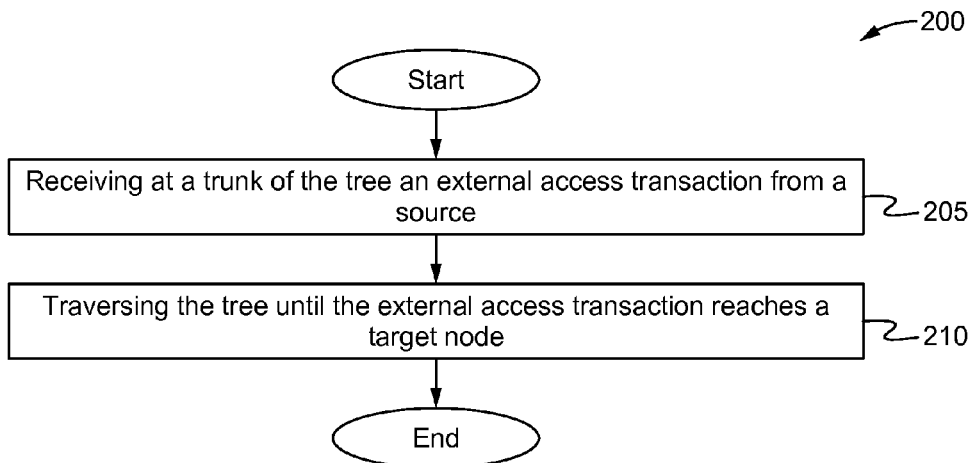 200
Start
Receiving at a trunk of the tree an external access transaction from a
source
205
Traversing the tree until the external access transaction reaches a
target node
210
End